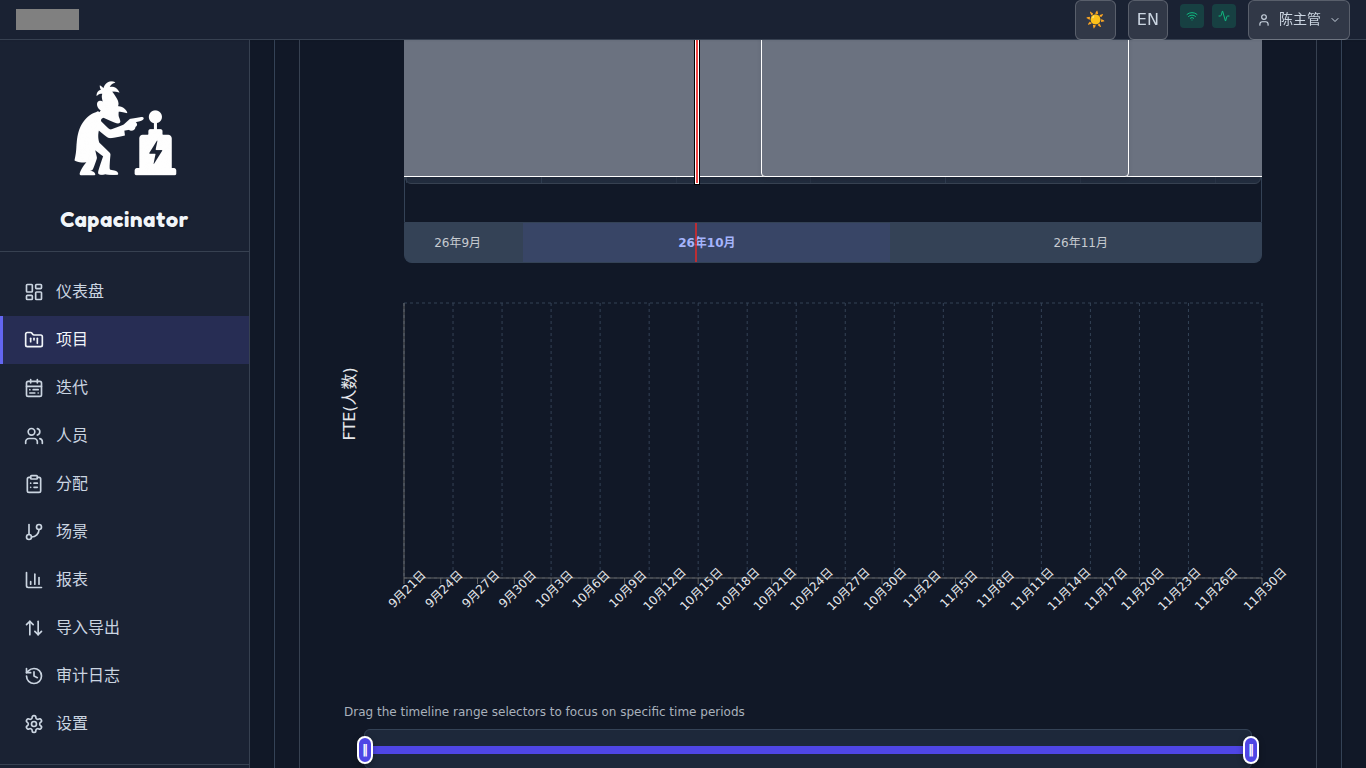 EN
陈主管
Capacinator
仪表盘
项目
迭代
人员
分配
场景
报表
导入导出
审计日志
设置
26年9月
26年10月
26年11月
FTE(人数)
9月21日
9月24日
9月27日
9月30日
10月3日
10月6日
10月9日
10月12日
10月15日
10月18日
10月21日
10月24日
10月27日
10月30日
11月2日
11月5日
11月8日
11月11日
11月14日
11月17日
11月20日
11月23日
11月26日
11月30日
Drag the timeline range selectors to focus on specific time periods